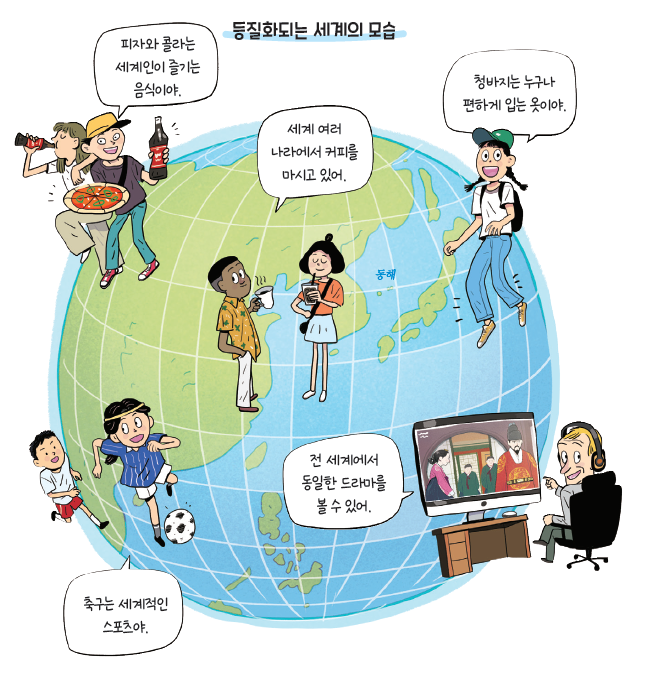 등질화되는 세계의 모습
피자와 콜라는
세계인이 즐기는
음식이야.
청바지는 누구나
편하게 입는 옷이야.
세계 여러
나라에서 커피를
마시고 있어.
동해
전 세계에서
동일한 드라마를
볼 수 있어.
축구는 세계적인
스포츠야.